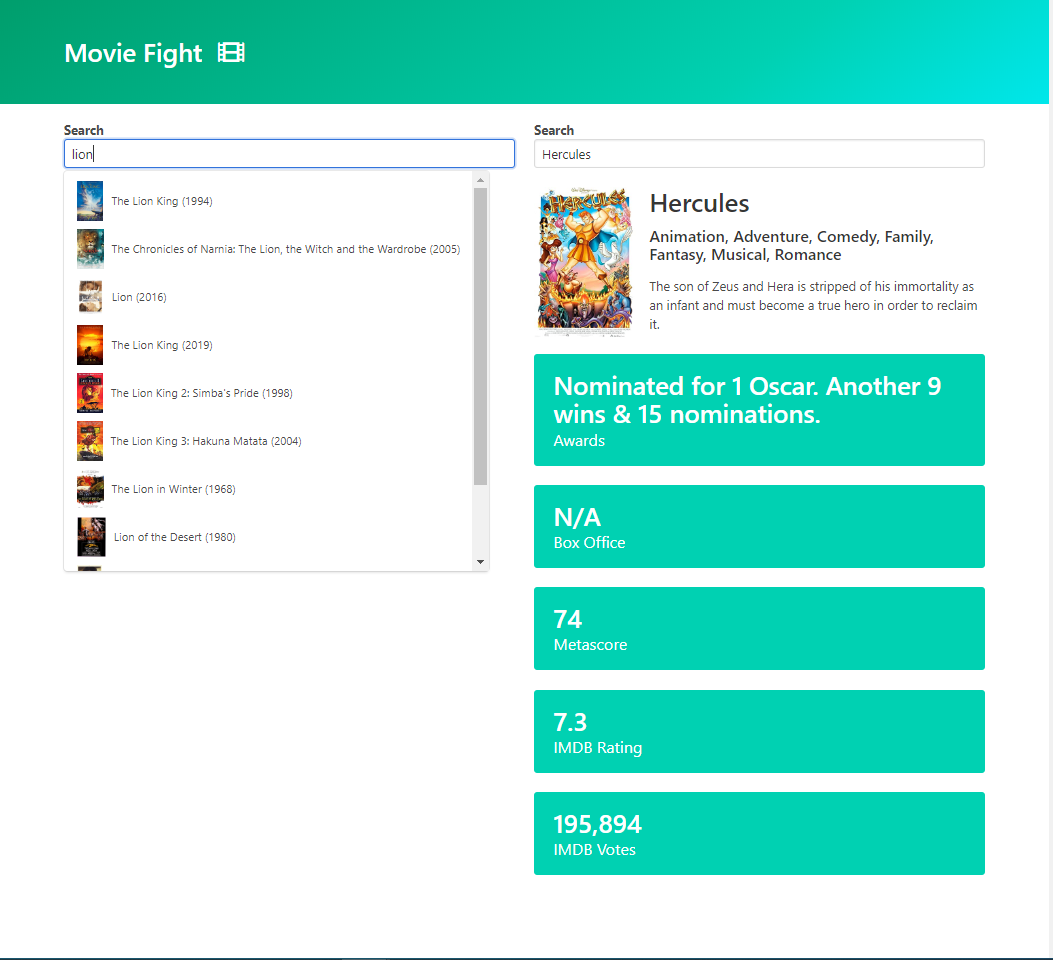 Movie Fight
Search
lion
The Lion King (1994)
The Chronicles of Narnia: The Lion, the Witch and the Wardrobe (2005)
Lion (2016)
The Lion King (2019)
The Lion King 2: Simba's Pride (1998)
The Lion King 3: Hakuna Matata (2004)
The Lion in Winter (1968)
Lion of the Desert (1980)
Search
Hercules
HERCULES
Hercules
Animation, Adventure, Comedy, Family,
Fantasy, Musical, Romance
The son of Zeus and Hera is stripped of his immortality as
an infant and must become a true hero in order to reclaim
it.
Nominated for 1 Oscar. Another 9
wins & 15 nominations.
Awards
N/A
Box Office
74
Metascore
7.3
IMDB Rating
195,894
IMDB Votes